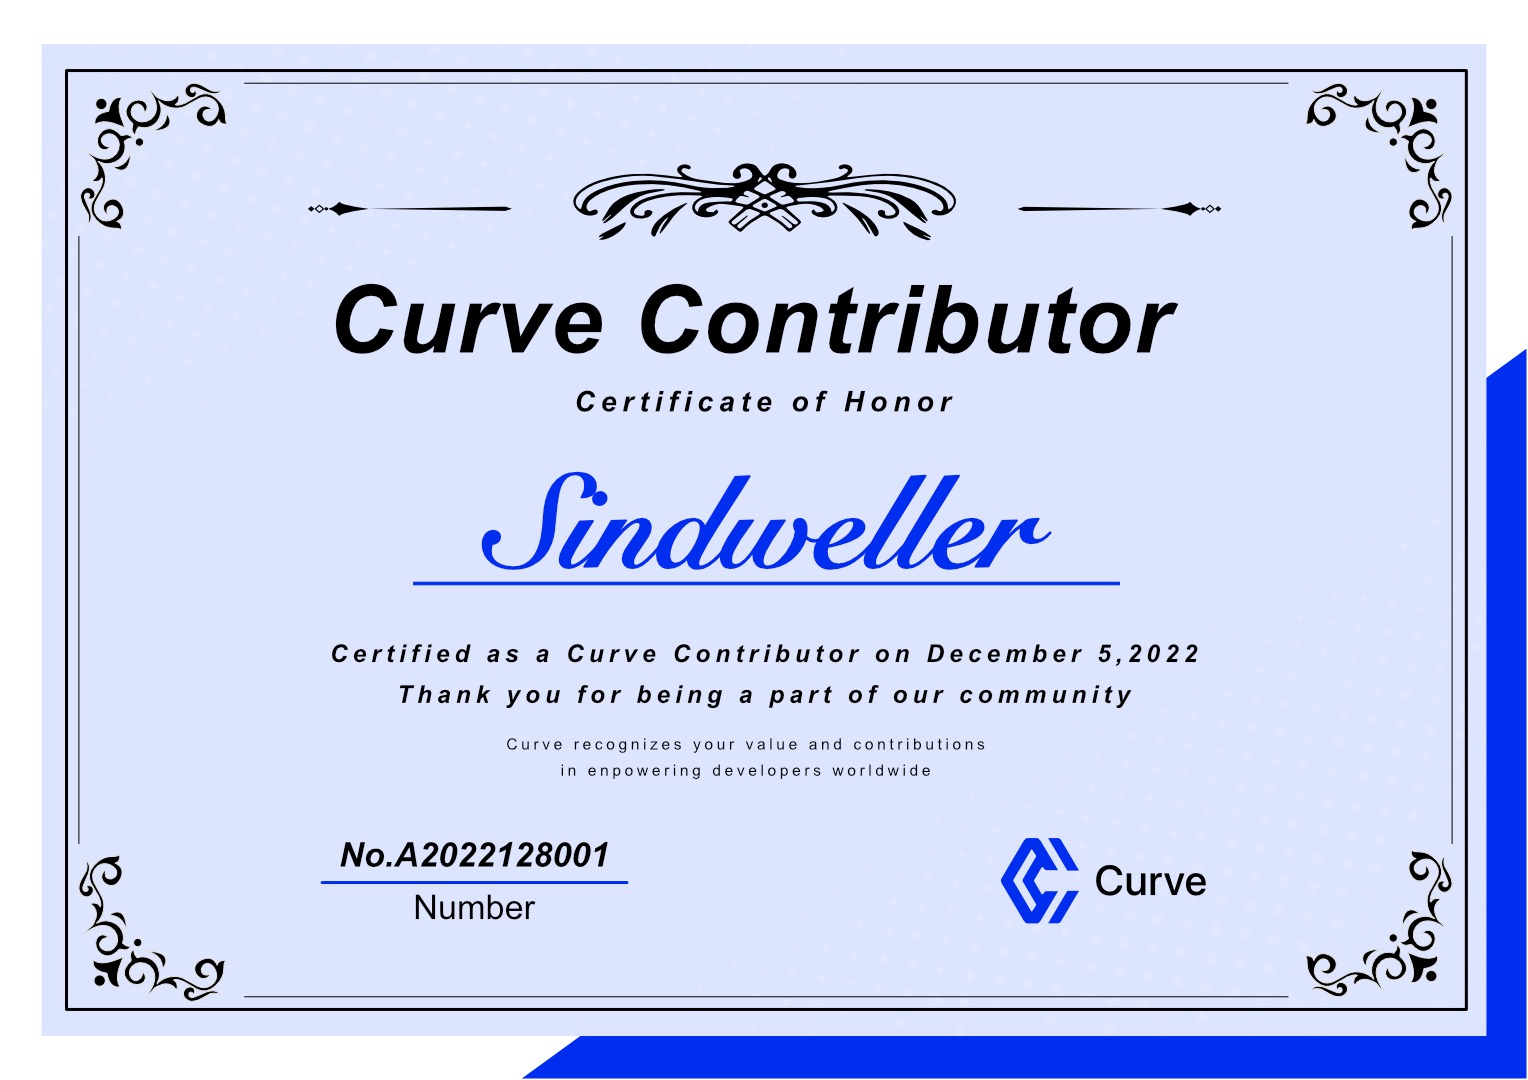 Curve Contributor
Certificate of Honor
Sindweller
Certified as a Curve Contributor on December 5,2022
Thank you for being a part of our community
Curve recognizes your value and contributions
in enpowering developers worldwide
No.A2022128001
Number
Curve